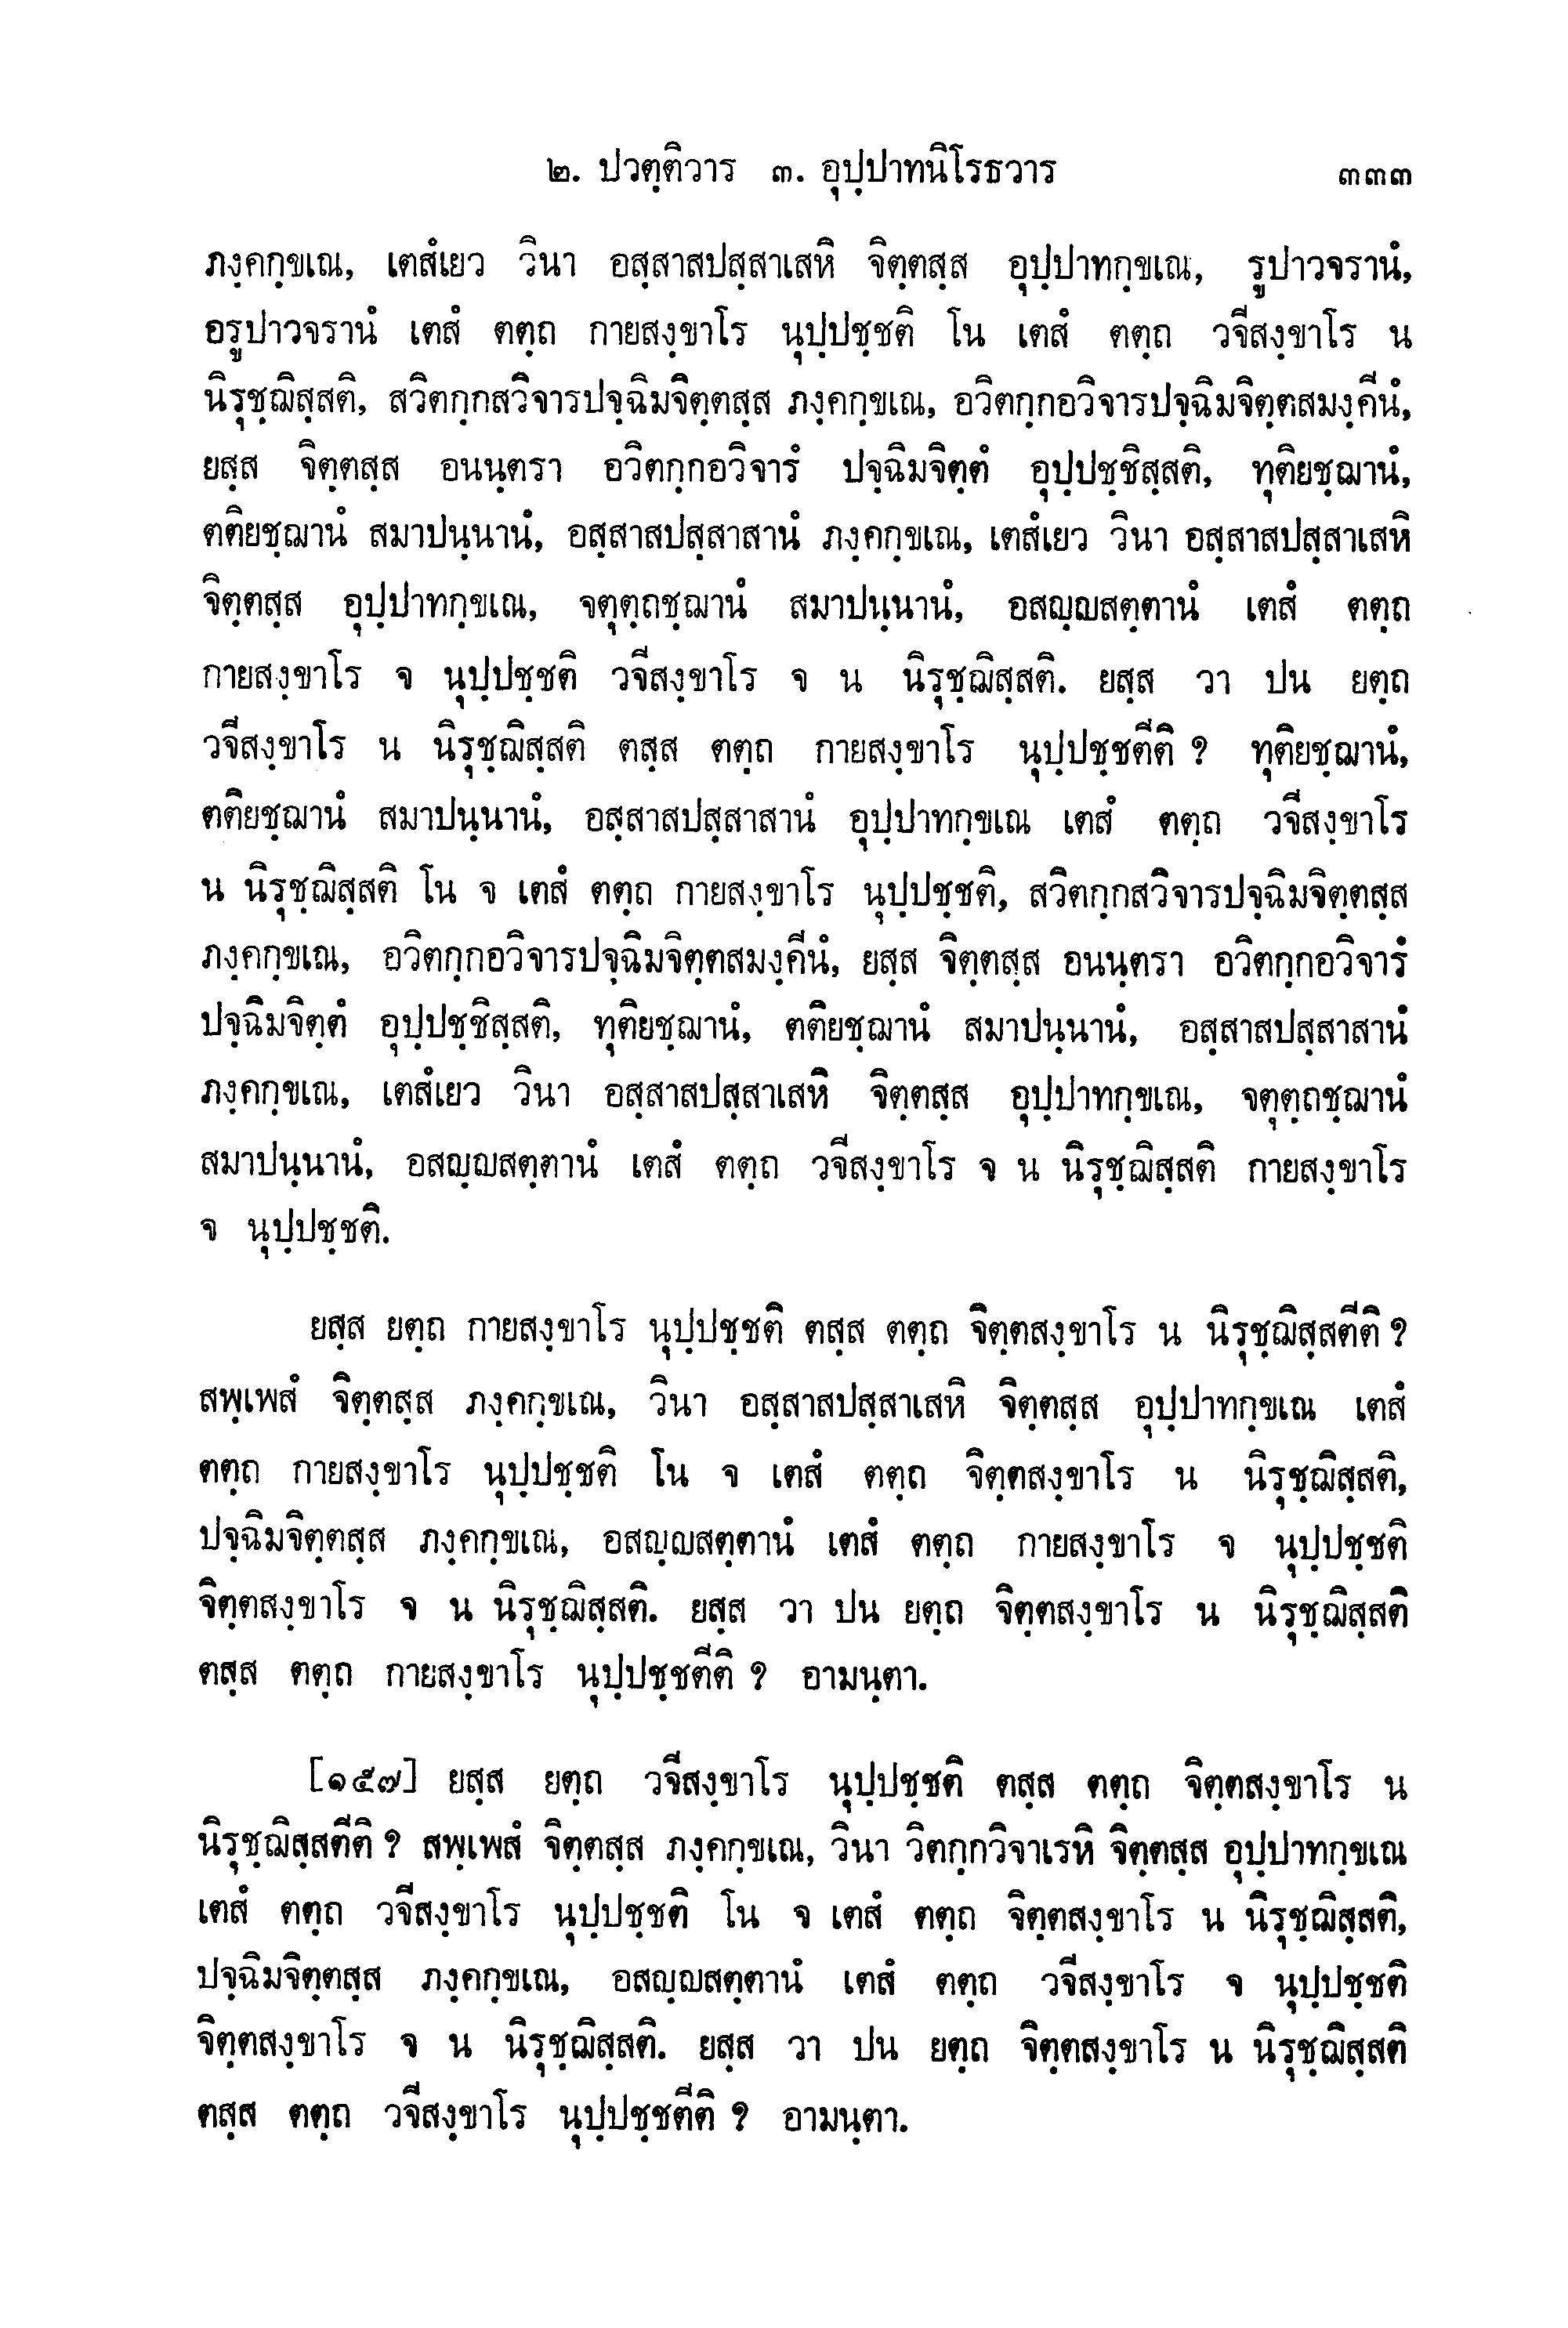 ๒. ปวตฺติวาร ๓. อุปฺปาทนิโรธวาร ๓๓๓
ภงฺคกฺขเณ, เตสํเยว วินา อสฺสาสปสฺสาเสหิ จิตฺตสฺส อุปฺปาทกฺขเณ, รูปาวจรานํ,
อรูปาวจรานํ เตสํ ตตฺถ กายสงฺขาโร นุปฺปชฺชติ โน เตสํ ตตฺถ วจีสงฺขาโร น
นิรุชฺฌิสฺสติ, สวิตกฺกสวิจารปจฺฉิมจิตฺตสฺส ภงฺคกฺขเณ, อวิตกฺกอวิจารปจฺฉิมจิตฺตสมงฺคีนํ,
ยสฺส จิตฺตสฺส อนนฺตรา อวิตกฺกอวิจารํ ปจฺฉิมจิตฺตํ อุปฺปชฺชิสฺสติ, ทุติยชฺฌานํ,
ตติยชฺฌานํ สมาปนฺนานํ, อสฺสาสปสฺสาสานํ ภงฺคกฺขเณ, เตสํเยว วินา อสฺสาสปสฺสาเสหิ
จิตฺตสฺส อุปฺปาทกฺขเณ, จตุตฺถชฺฌานํ สมาปนฺนานํ, อสญฺญสตฺตานํ เตสํ ตตฺถ
กายสงฺขาโร จ นุปฺปชฺชติ วจีสงฺขาโร จ น นิรุชฺฌิสฺสติ. ยสฺส วา ปน ยตฺถ
วจีสงฺขาโร น นิรุชฺฌิสฺสติ ตสฺส ตตฺถ กายสงฺขาโร นุปฺปชฺชตีติ ? ทุติยชฺฌานํ,
ตติยชฺฌานํ สมาปนฺนานํ, อสฺสาสปสฺสาสานํ อุปฺปาทกฺขเณ เตสํ ตตฺถ วจีสงฺขาโร
น นิรุชฺฌิสฺสติ โน จ เตสํ ตตฺถ กายสงฺขาโร นุปฺปชฺชติ, สวิตกฺกสวิจารปจฺฉิมจิตฺตสฺส
ภงฺคกฺขเณ, อวิตกฺกอวิจารปจฺฉิมจิตฺตสมงฺคีนํ, ยสฺส จิตฺตสฺส อนนฺตรา อวิตกฺกอวิจารํ
ปจฺฉิมจิตฺตํ อุปฺปชฺชิสฺสติ, ทุติยชฺฌานํ, ตติยชฺฌานํ สมาปนฺนานํ, อสฺสาสปสฺสาสานํ
ภงฺคกฺขเณ, เตสํเยว วินา อสฺสาสปสฺสาเสหิ จิตฺตสฺส อุปฺปาทกฺขเณ, จตุตฺถชฺฌานํ
สมาปนฺนานํ, อสญฺญสตฺตานํ เตสํ ตตฺถ วจีสงฺขาโร จ น นิรุชฺฌิสฺสติ กายสงฺขาโร
จ นุปฺปชฺชติ.
ยสฺส ยตฺถ กายสงฺขาโร นุปฺปชฺชติ ตสฺส ตตฺถ จิตฺตสงฺขาโร น นิรุชฺฌิสฺสตีติ ?
สพฺเพสํ จิตฺตสฺส ภงฺคกฺขเณ, วินา อสฺสาสปสฺสาเสหิ จิตฺตสฺส อุปฺปาทกฺขเณ เตสํ
ตตฺถ กายสงฺขาโร นุปฺปชฺชติ โน จ เตสํ ตตฺถ จิตฺตสงฺขาโร น นิรุชฺฌิสฺสติ,
ปจฺฉิมจิตฺตสฺส ภงฺคกฺขเณ, อสญฺญสตฺตานํ เตสํ ตตฺถ กายสงฺขาโร จ นุปฺปชฺชติ
จิตฺตสงฺขาโร จ น นิรุชฺฌิสฺสติ. ยสฺส วา ปน ยตฺถ จิตฺตสงฺขาโร น นิรุชฺฌิสฺสติ
ตสฺส ตตฺถ กายสงฺขาโร นุปฺปชฺชตีติ ? อามนฺตา.
[๑๕๗] ยสฺส ยตฺถ วจีสงฺขาโร นุปฺปชฺชติ ตสฺส ตตฺถ จิตฺตสงฺขาโร น
นิรุชฺฌิสฺสตีติ ? สพฺเพสํ จิตฺตสฺส ภงฺคกฺขเณ, วินา วิตกฺกวิจาเรหิ จิตฺตสฺส อุปฺปาทกฺขเณ
เตสํ ตตฺถ วจีสงฺขาโร นุปฺปชฺชติ โน จ เตสํ ตตฺถ จิตฺตสงฺขาโร น นิรุชฺฌิสฺสติ,
ปจฺฉิมจิตฺตสฺส ภงฺคกฺขเณ, อสญฺญสตฺตานํ เตสํ ตตฺถ วจีสงฺขาโร จ นุปฺปชฺชติ
จิตฺตสงฺขาโร จ น นิรุชฺฌิสฺสติ. ยสฺส วา ปน ยตฺถ จิตฺตสงฺขาโร น นิรุชฺฌิสฺสติ
ตสฺส ตตฺถ วจีสงฺขาโร นุปฺปชฺชตีติ ? อามนฺตา.